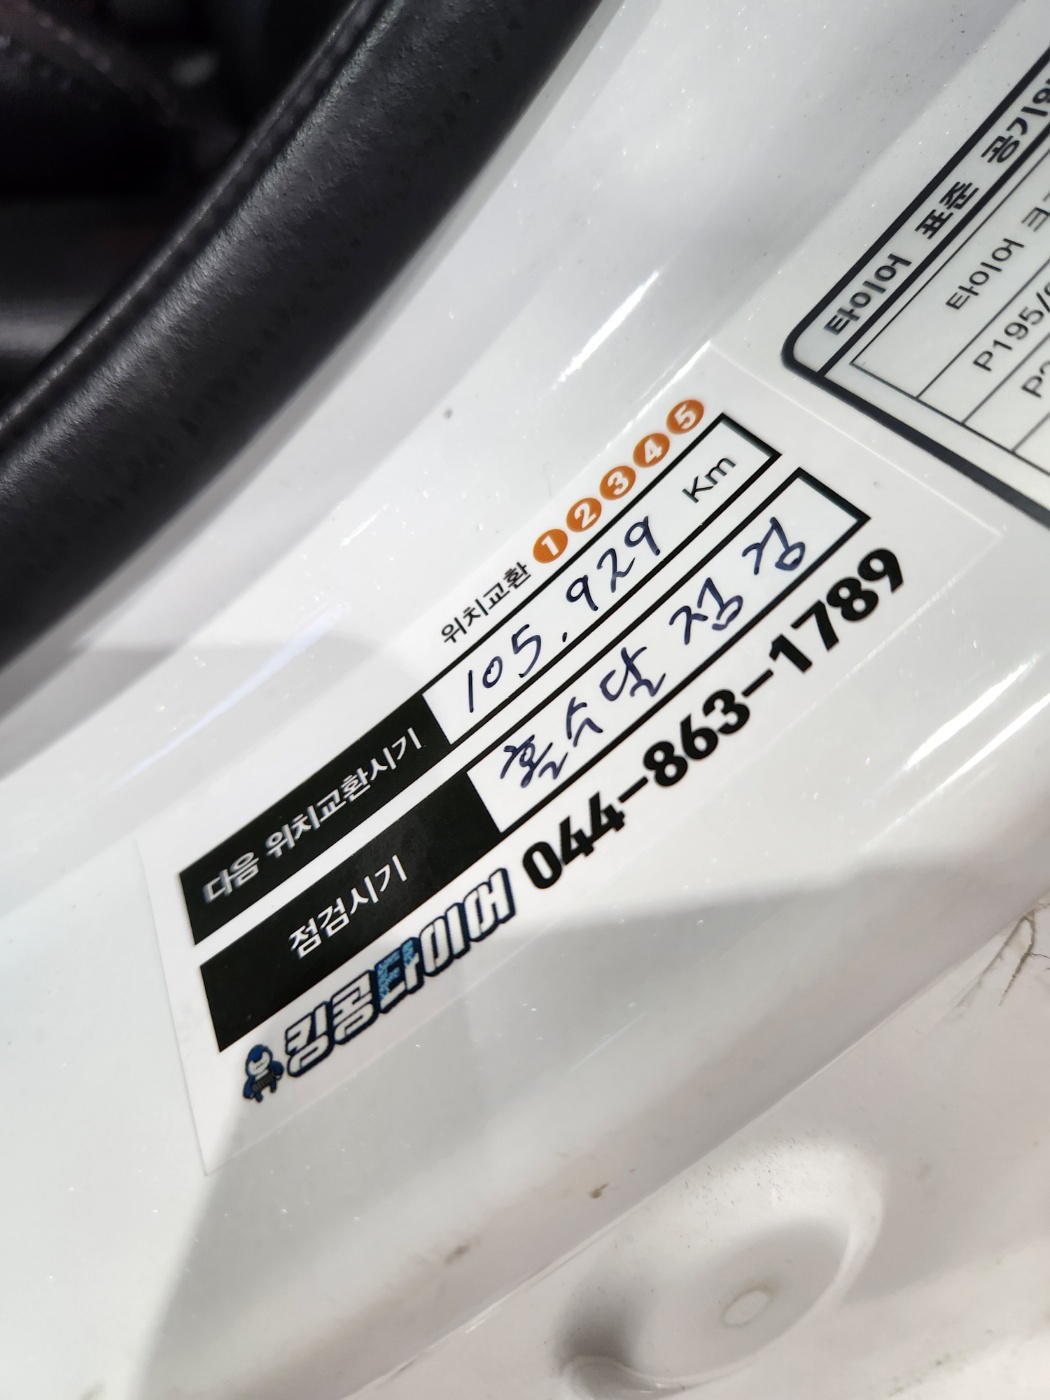 위치교환 1 2 3 4 5
다음 위치교환시기 105.929 Km
점검시기 홀수달 점검
킹콩타이어 044-863-1789
타이어 표준 공기압
타이어 크
P195/